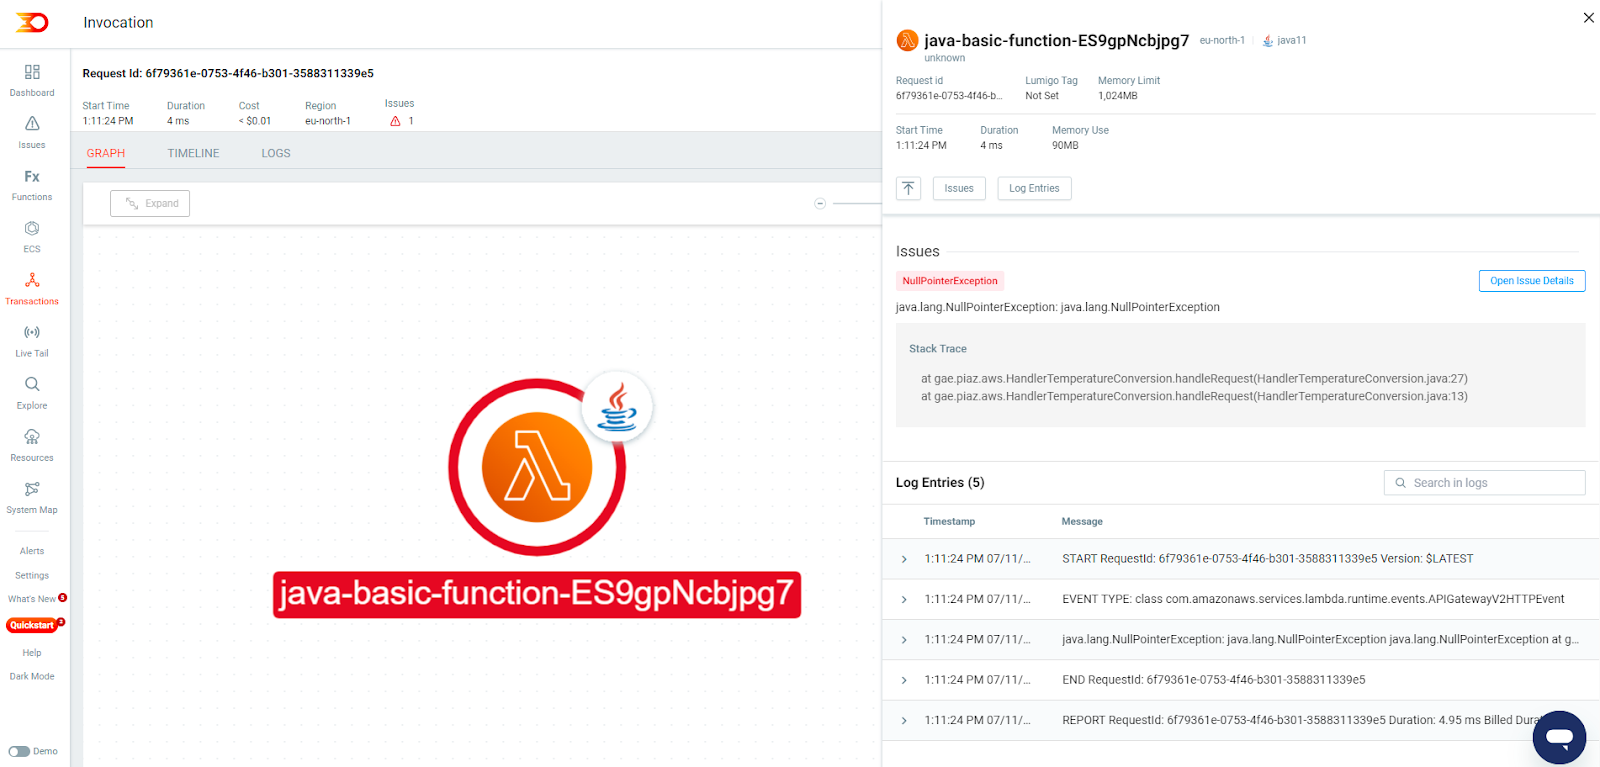 Invocation
Dashboard
Issues
Fx
Functions
ECS
Transactions
Live Tail
Explore
Resources
System Map
Alerts
Settings
What's New 5
Quickstart 3
Help
Dark Mode
Demo
Request Id: 6f79361e-0753-4f46-b301-3588311339e5
Start Time Duration Cost Region Issues
1:11:24 PM 4 ms < $0.01 eu-north-1 1
GRAPH TIMELINE LOGS
Expand
java-basic-function-ES9gpNcbjpg7
java-basic-function-ES9gpNcbjpg7 eu-north-1 java11
unknown
Request id Lumigo Tag Memory Limit
6f79361e-0753-4f46-b... Not Set 1,024MB
Start Time Duration Memory Use
1:11:24 PM 4 ms 90MB
Issues Log Entries
Issues
NullPointerException Open Issue Details
java.lang.NullPointerException: java.lang.NullPointerException
Stack Trace
at gae.piaz.aws.HandlerTemperatureConversion.handleRequest(HandlerTemperatureConversion.java:27)
at gae.piaz.aws.HandlerTemperatureConversion.handleRequest(HandlerTemperatureConversion.java:13)
Log Entries (5) Search in logs
Timestamp Message
1:11:24 PM 07/11/... START RequestId: 6f79361e-0753-4f46-b301-3588311339e5 Version: $LATEST
1:11:24 PM 07/11/... EVENT TYPE: class com.amazonaws.services.lambda.runtime.events.APIGatewayV2HTTPEvent
1:11:24 PM 07/11/... java.lang.NullPointerException: java.lang.NullPointerException java.lang.NullPointerException at g...
1:11:24 PM 07/11/... END RequestId: 6f79361e-0753-4f46-b301-3588311339e5
1:11:24 PM 07/11/... REPORT RequestId: 6f79361e-0753-4f46-b301-3588311339e5 Duration: 4.95 ms Billed